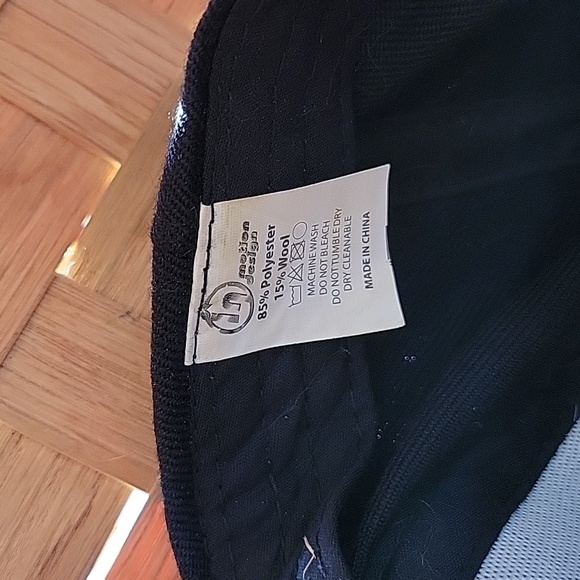 in
motion
design
85% Polyester
15% Wool
MACHINE WASH
DO NOT BLEACH
DO NOT TUMBLE DRY
DRY CLEANABLE
MADE IN CHINA